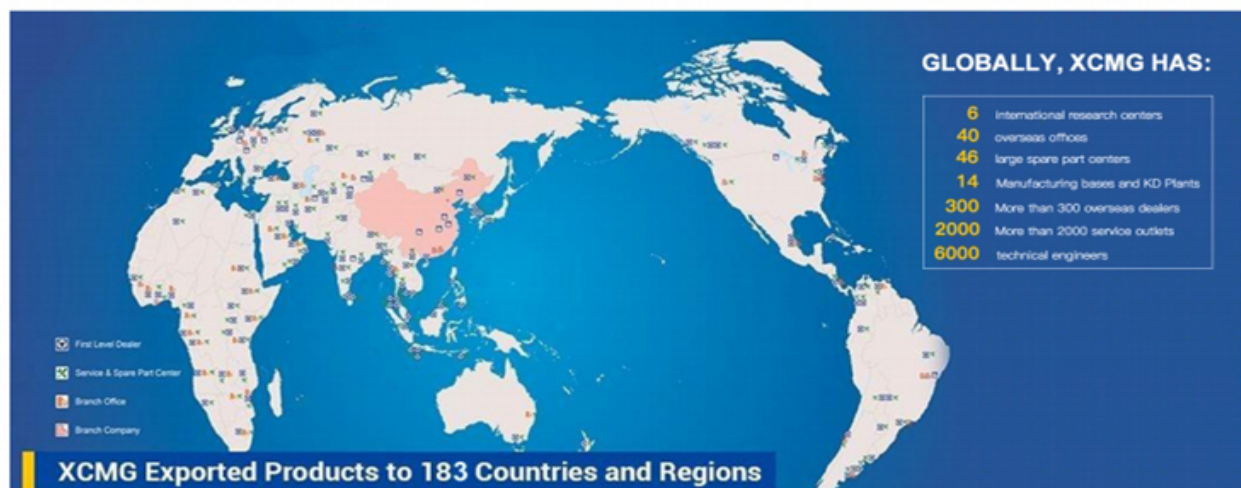 GLOBALLY, XCMG HAS:
6 International research centers
40 overseas offices
46 large spare part centers
14 Manufacturing bases and KD Plants
300 More than 300 overseas dealers
2000 More than 2000 service outlets
6000 technical engineers
First Level Dealer
Service & Spare Part Center
Branch Office
Branch Company
XCMG Exported Products to 183 Countries and Regions